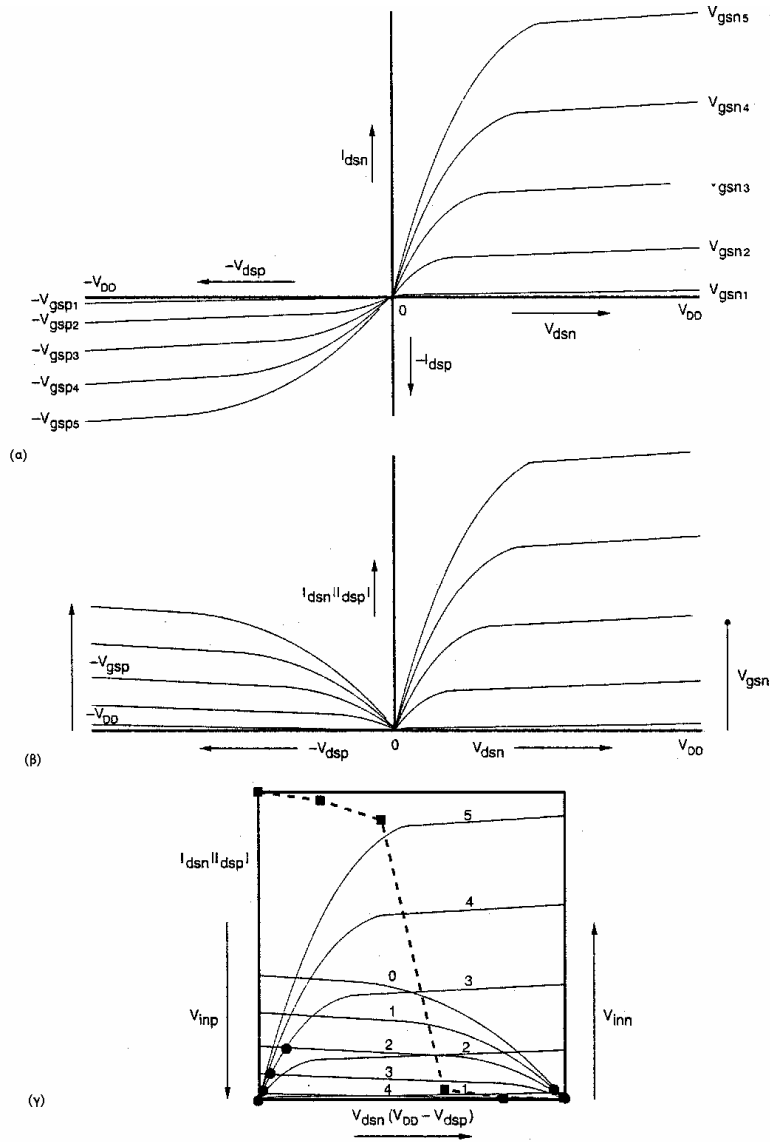 Vgsn5
Vgsn4
Idsn
gsn3
−Vdsp
Vgsn2
−VDD
−Vgsp1
Vgsn1
0
VDD
−Vgsp2
Vdsn
−Vgsp3
−Idsp
−Vgsp4
−Vgsp5
(α)
Idsn||dsp|
−Vgsp
Vgsn
−VDD
−Vdsp
0
Vdsn
VDD
(β)
5
Idsn||dsp|
4
0
3
Vinp
1
Vinn
2
2
3
4
1
(γ)
Vdsn (VDD − Vdsp)